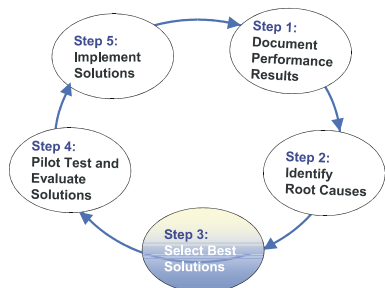 Step 1:
Document
Performance
Results
Step 2:
Identify
Root Causes
Step 3:
Select Best
Solutions
Step 4:
Pilot Test and
Evaluate
Solutions
Step 5:
Implement
Solutions